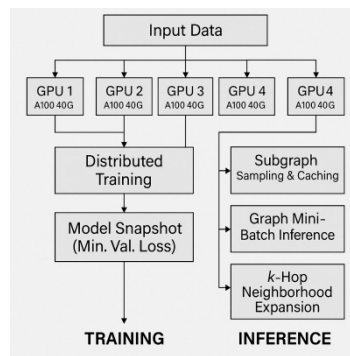 Input Data
GPU 1 GPU 2 GPU 3 GPU 4 GPU4
A100 40G A100 40G A100 40G A100 40G A100 40G
Distributed
Training
Subgraph
Sampling & Caching
Model Snapshot
(Min. Val. Loss)
Graph Mini-
Batch Inference
k-Hop
Neighborhood
Expansion
TRAINING INFERENCE